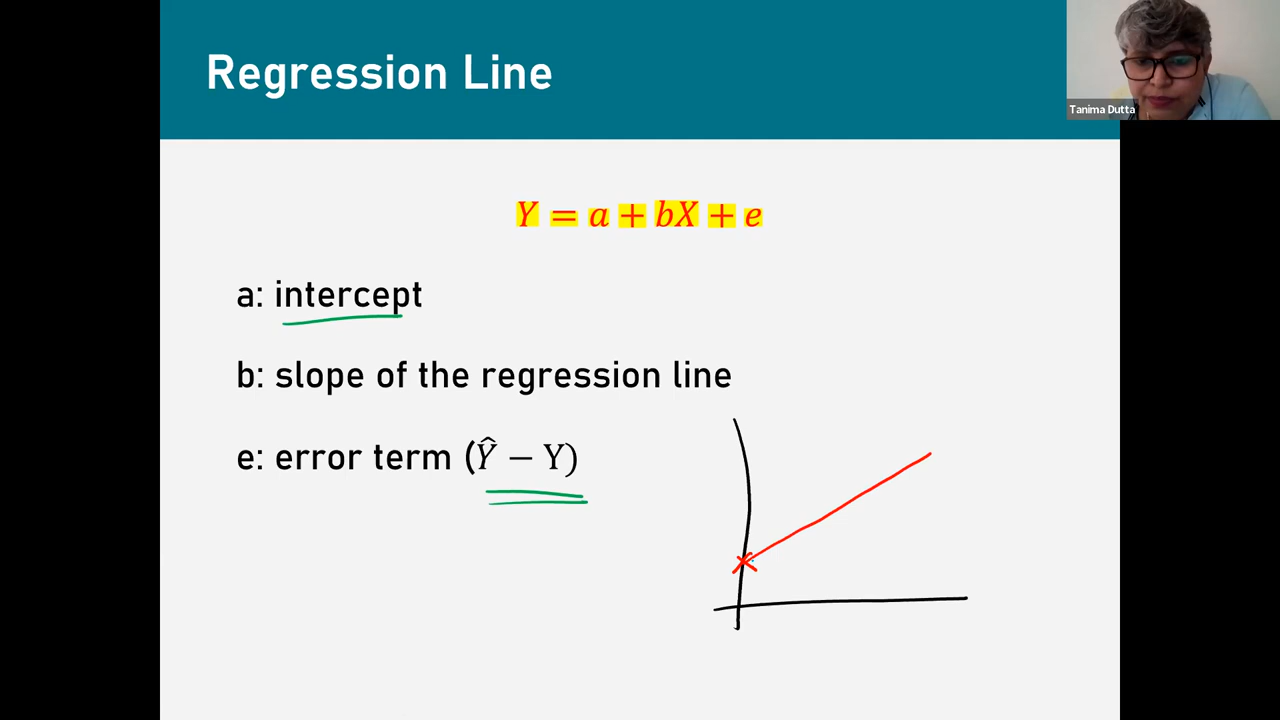 Regression Line
Tanima Dutta
Y = a + bX + e
a: intercept
b: slope of the regression line
e: error term (Ŷ − Y)